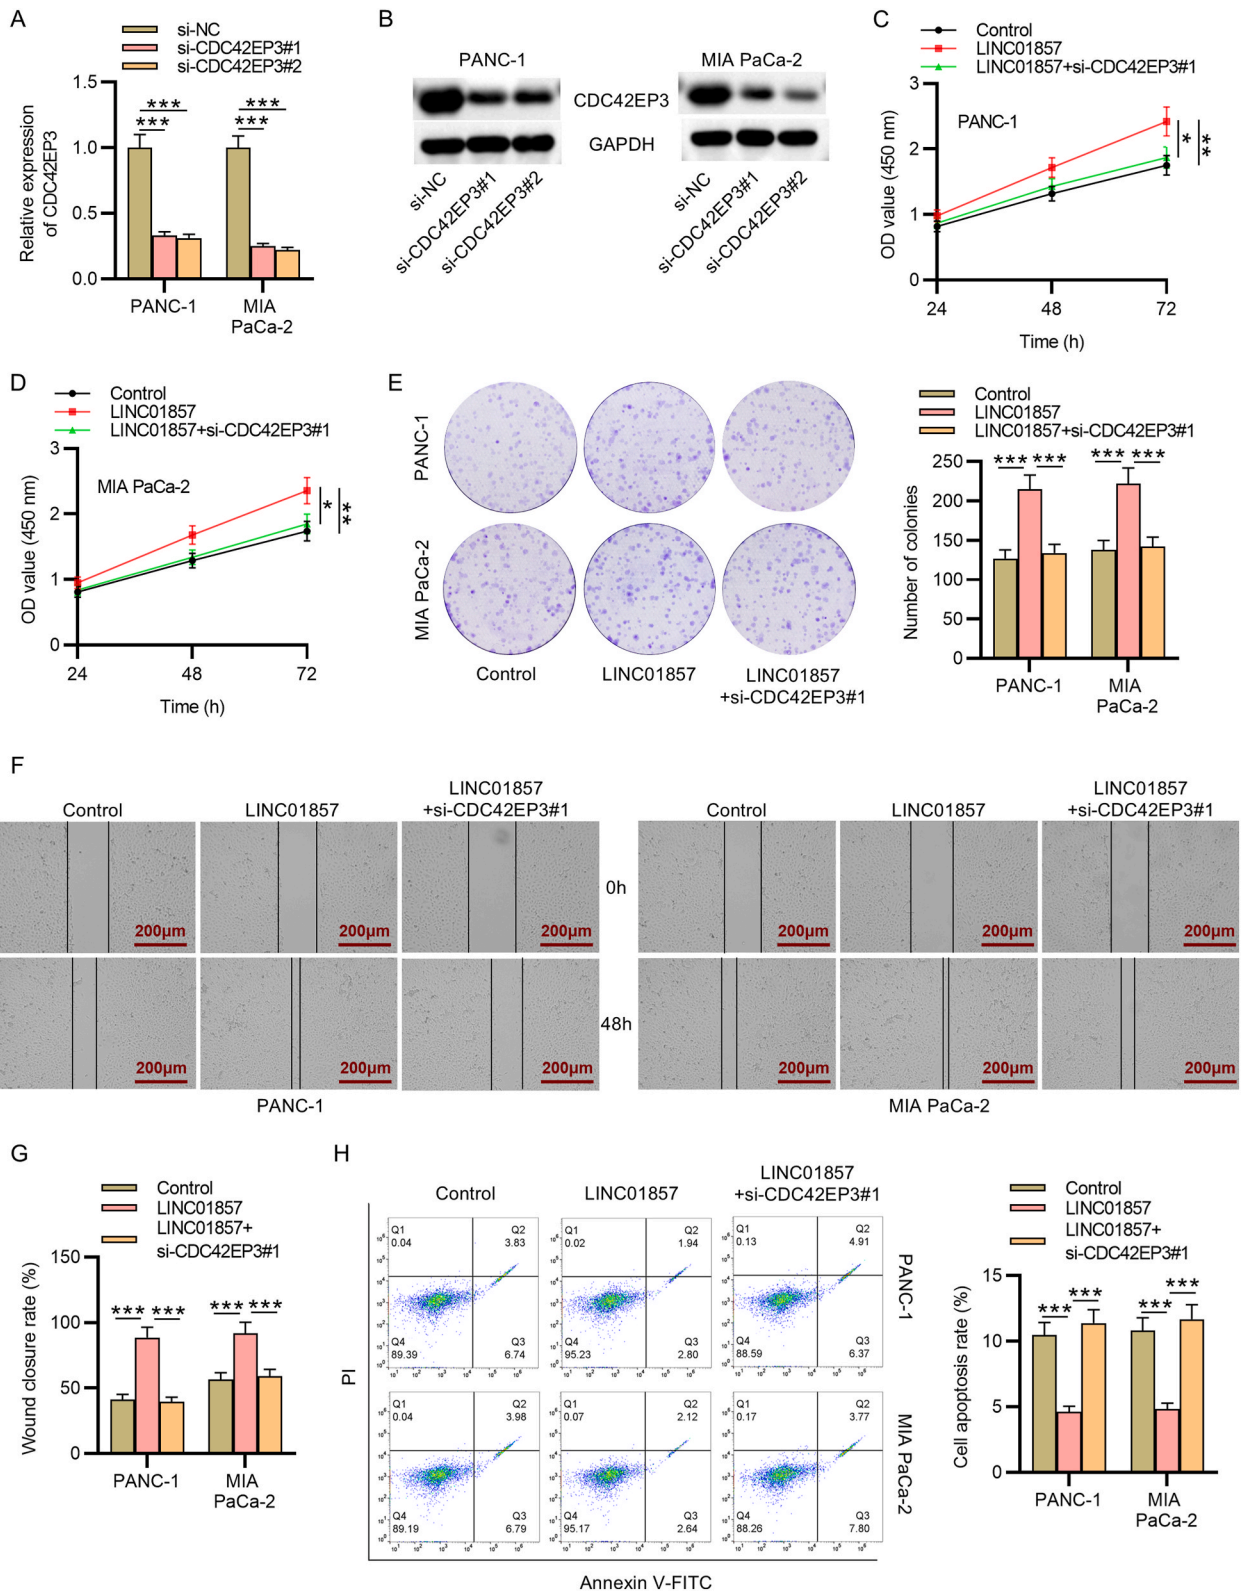 A
si-NC
si-CDC42EP3#1
si-CDC42EP3#2
Relative expression
of CDC42EP3
1.5
1.0
0.5
0.0
***
***
***
***
PANC-1
MIA
PaCa-2
B
PANC-1
MIA PaCa-2
CDC42EP3
GAPDH
si-NC
si-CDC42EP3#1
si-CDC42EP3#2
si-NC
si-CDC42EP3#1
si-CDC42EP3#2
C
Control
LINC01857
LINC01857+si-CDC42EP3#1
OD value (450 nm)
3
2
1
0
PANC-1
*
**
24
48
72
Time (h)
D
Control
LINC01857
LINC01857+si-CDC42EP3#1
OD value (450 nm)
3
2
1
0
MIA PaCa-2
*
**
24
48
72
Time (h)
E
PANC-1
MIA PaCa-2
Control
LINC01857
LINC01857
+si-CDC42EP3#1
Control
LINC01857
LINC01857+si-CDC42EP3#1
Number of colonies
250
200
150
100
50
0
*** ***
*** ***
PANC-1
MIA
PaCa-2
F
Control
LINC01857
LINC01857
+si-CDC42EP3#1
Control
LINC01857
LINC01857
+si-CDC42EP3#1
200μm
200μm
200μm
0h
200μm
200μm
200μm
200μm
200μm
200μm
48h
200μm
200μm
200μm
PANC-1
MIA PaCa-2
G
Control
LINC01857
LINC01857+
si-CDC42EP3#1
Wound closure rate (%)
150
100
50
0
*** ***
*** ***
PANC-1
MIA
PaCa-2
H
Control
LINC01857
LINC01857
+si-CDC42EP3#1
PI
Q1
0.04
Q2
3.83
Q4
89.39
Q3
6.74
Q1
0.02
Q2
1.94
Q4
95.23
Q3
2.80
Q1
0.13
Q2
4.91
Q4
88.59
Q3
6.37
PANC-1
Q1
0.04
Q2
3.98
Q4
89.19
Q3
6.79
Q1
0.07
Q2
2.12
Q4
95.17
Q3
2.64
Q1
0.17
Q2
3.77
Q4
88.26
Q3
7.80
MIA PaCa-2
Annexin V-FITC
Control
LINC01857
LINC01857+
si-CDC42EP3#1
Cell apoptosis rate (%)
15
10
5
0
***
***
***
***
PANC-1
MIA
PaCa-2